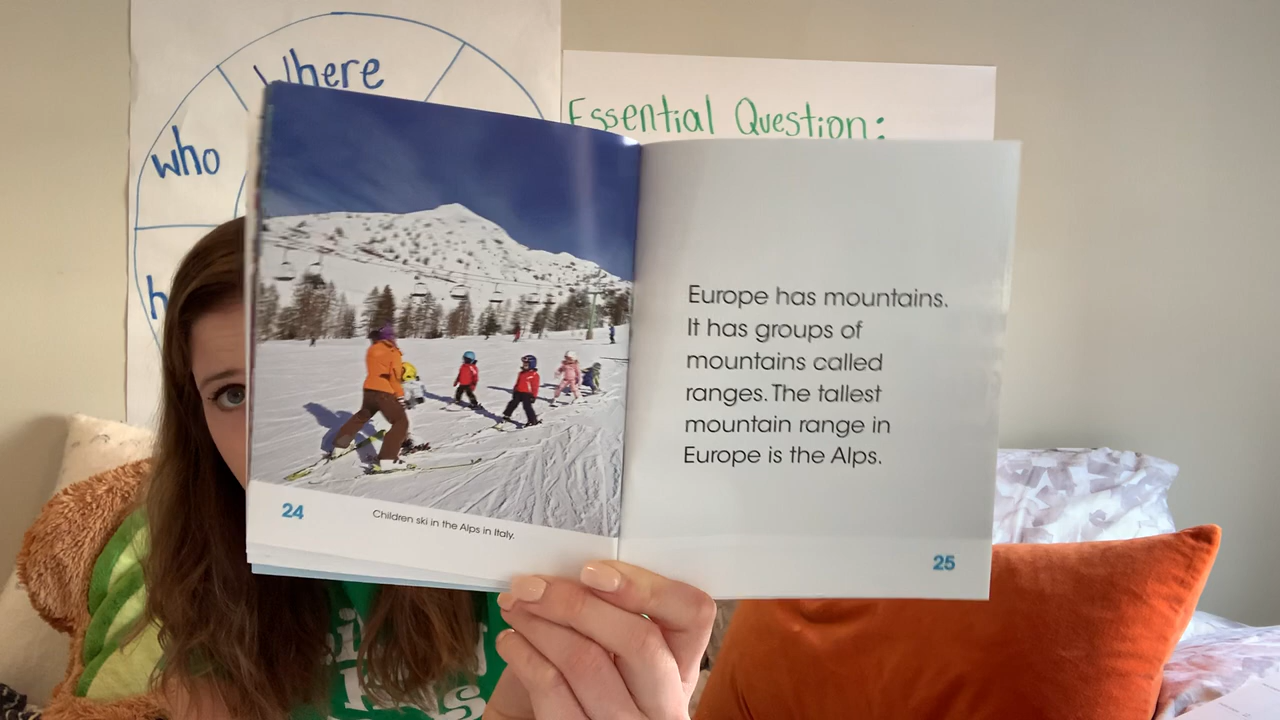 Where
who
Essential Question:
Europe has mountains.
It has groups of
mountains called
ranges. The tallest
mountain range in
Europe is the Alps.
24
Children ski in the Alps in Italy.
25